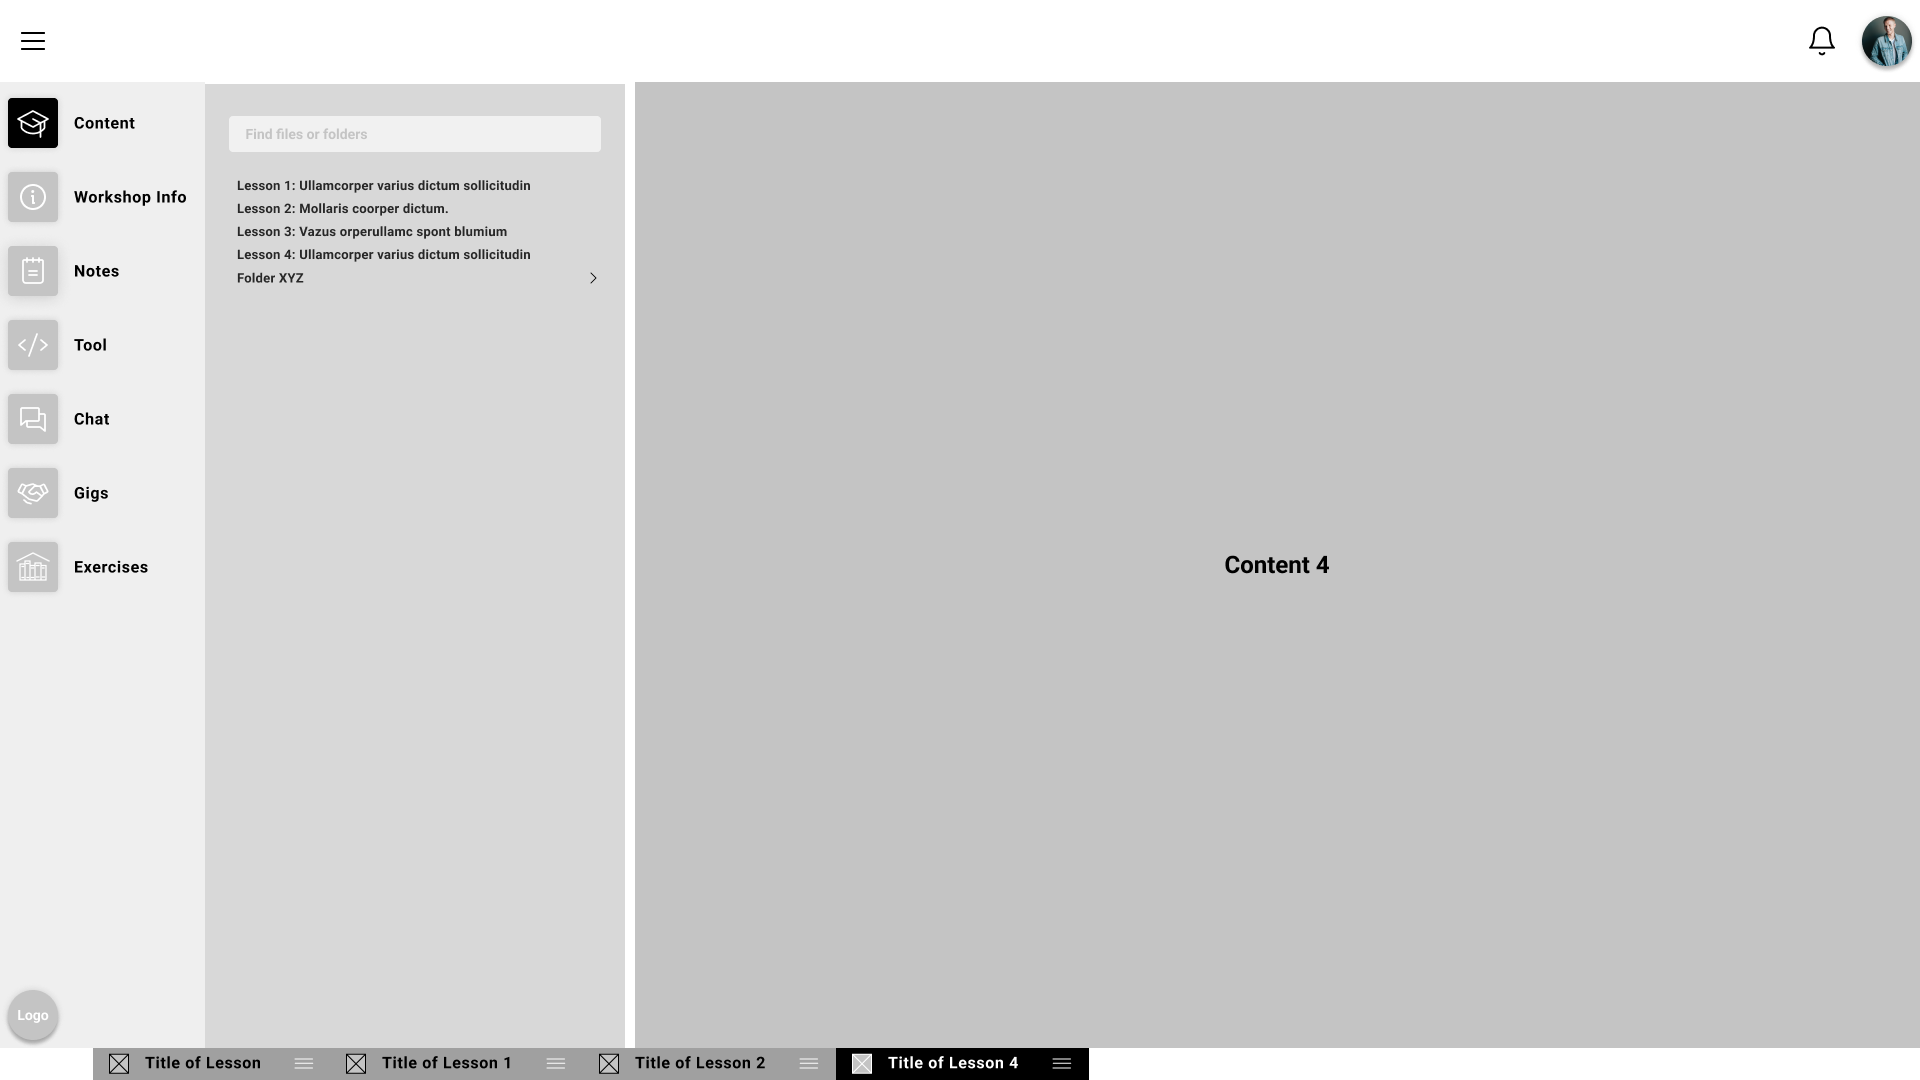 Content
Workshop Info
Notes
Tool
Chat
Gigs
Exercises
Logo
Find files or folders
Lesson 1: Ullamcorper varius dictum sollicitudin
Lesson 2: Mollaris coorper dictum.
Lesson 3: Vazus orperullamc spont blumium
Lesson 4: Ullamcorper varius dictum sollicitudin
Folder XYZ
Content 4
Title of Lesson
Title of Lesson 1
Title of Lesson 2
Title of Lesson 4